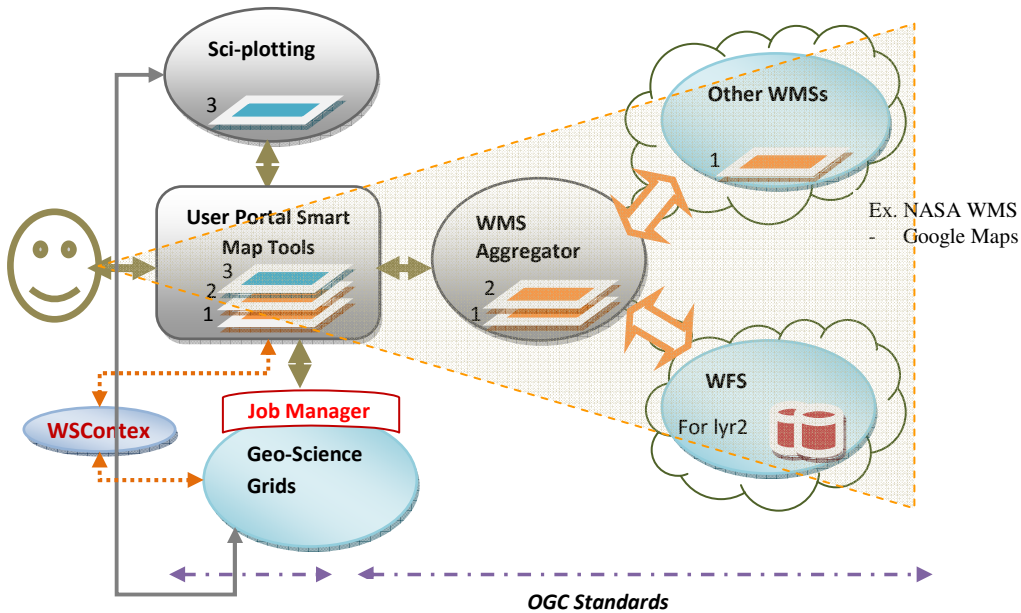 Sci-plotting
3
Other WMSs
1
Ex. NASA WMS
- Google Maps
User Portal Smart
Map Tools
3
2
1
WMS
Aggregator
2
1
WFS
For lyr2
Job Manager
WSContex
Geo-Science
Grids
OGC Standards